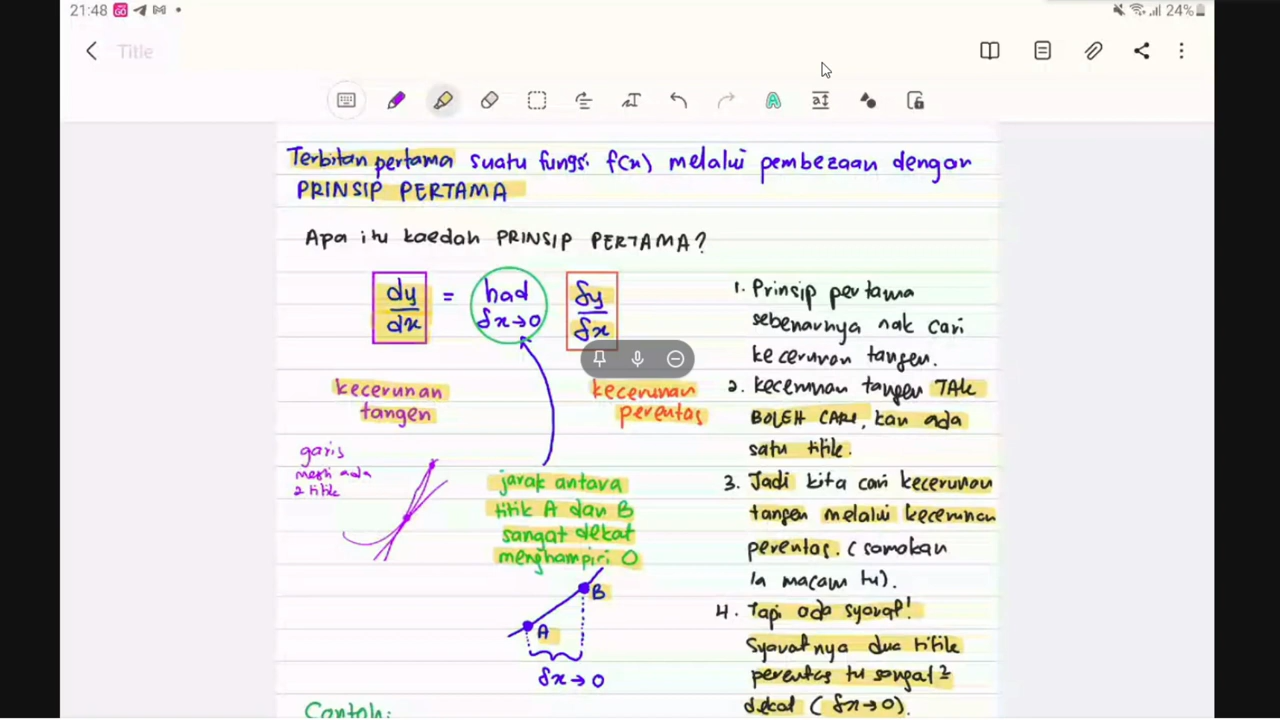 21:48
24%
Title
Terbitan pertama suatu fungsi f(x) melalui pembezaan dengan
PRINSIP PERTAMA
Apa itu kaedah PRINSIP PERTAMA?
dy/dx = had δx→0 δy/δx
kecerunan
tangen
kecerunan
perentas
garis
mesti ada
2 titik
jarak antara
titik A dan B
sangat dekat
menghampiri 0
B
A
δx→0
1. Prinsip pertama
sebenarnya nak cari
kecerunan tangen.
2. kecerunan tangen TAK
BOLEH CARI, kan ada
satu titik.
3. Jadi kita cari kecerunan
tangen melalui kecerunan
perentas. (samakan
la macam tu).
4. Tapi ada syarat!
Syaratnya dua titik
perentas tu sangat2
dekat (δx→0).
Contoh: